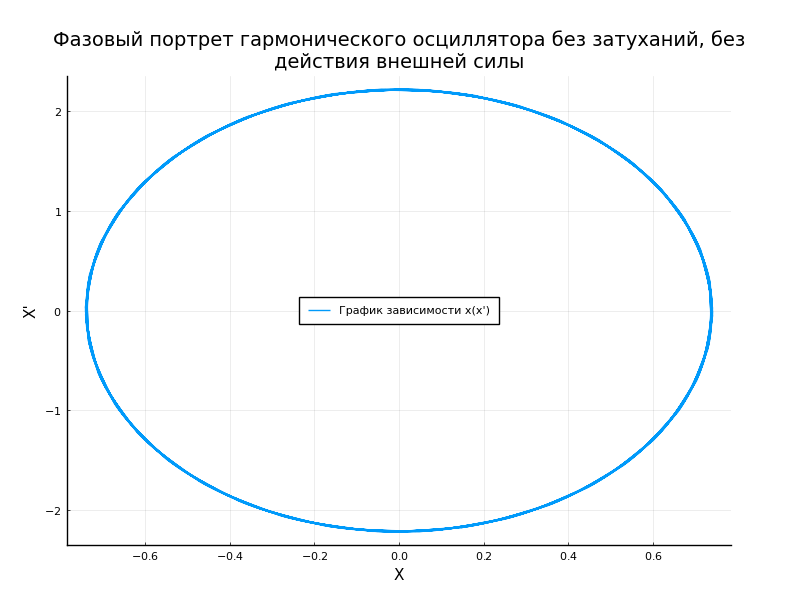 Фазовый портрет гармонического осциллятора без затуханий, без
действия внешней силы
2
1
X'
0
График зависимости x(x')
−1
−2
−0.6
−0.4
−0.2
0.0
0.2
0.4
0.6
X